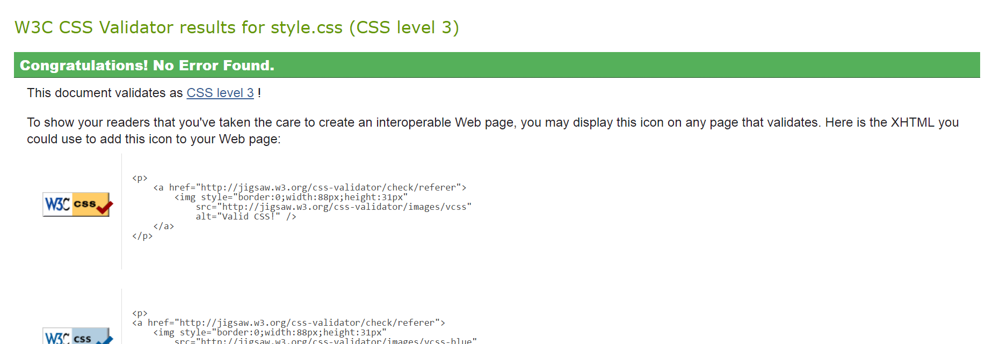 W3C CSS Validator results for style.css (CSS level 3)
Congratulations! No Error Found.
This document validates as CSS level 3 !
To show your readers that you've taken the care to create an interoperable Web page, you may display this icon on any page that validates. Here is the XHTML you
could use to add this icon to your Web page:
<p>
<a href="http://jigsaw.w3.org/css-validator/check/referer">
<img style="border:0;width:88px;height:31px"
W3C css
src="http://jigsaw.w3.org/css-validator/images/vcss"
alt="Valid CSS!" />
</a>
</p>
<p>
<a href="http://jigsaw.w3.org/css-validator/check/referer">
<img style="border:0;width:88px;height:31px"
W3C css
src="http://jigsaw.w3.org/css-validator/images/vcss-blue"